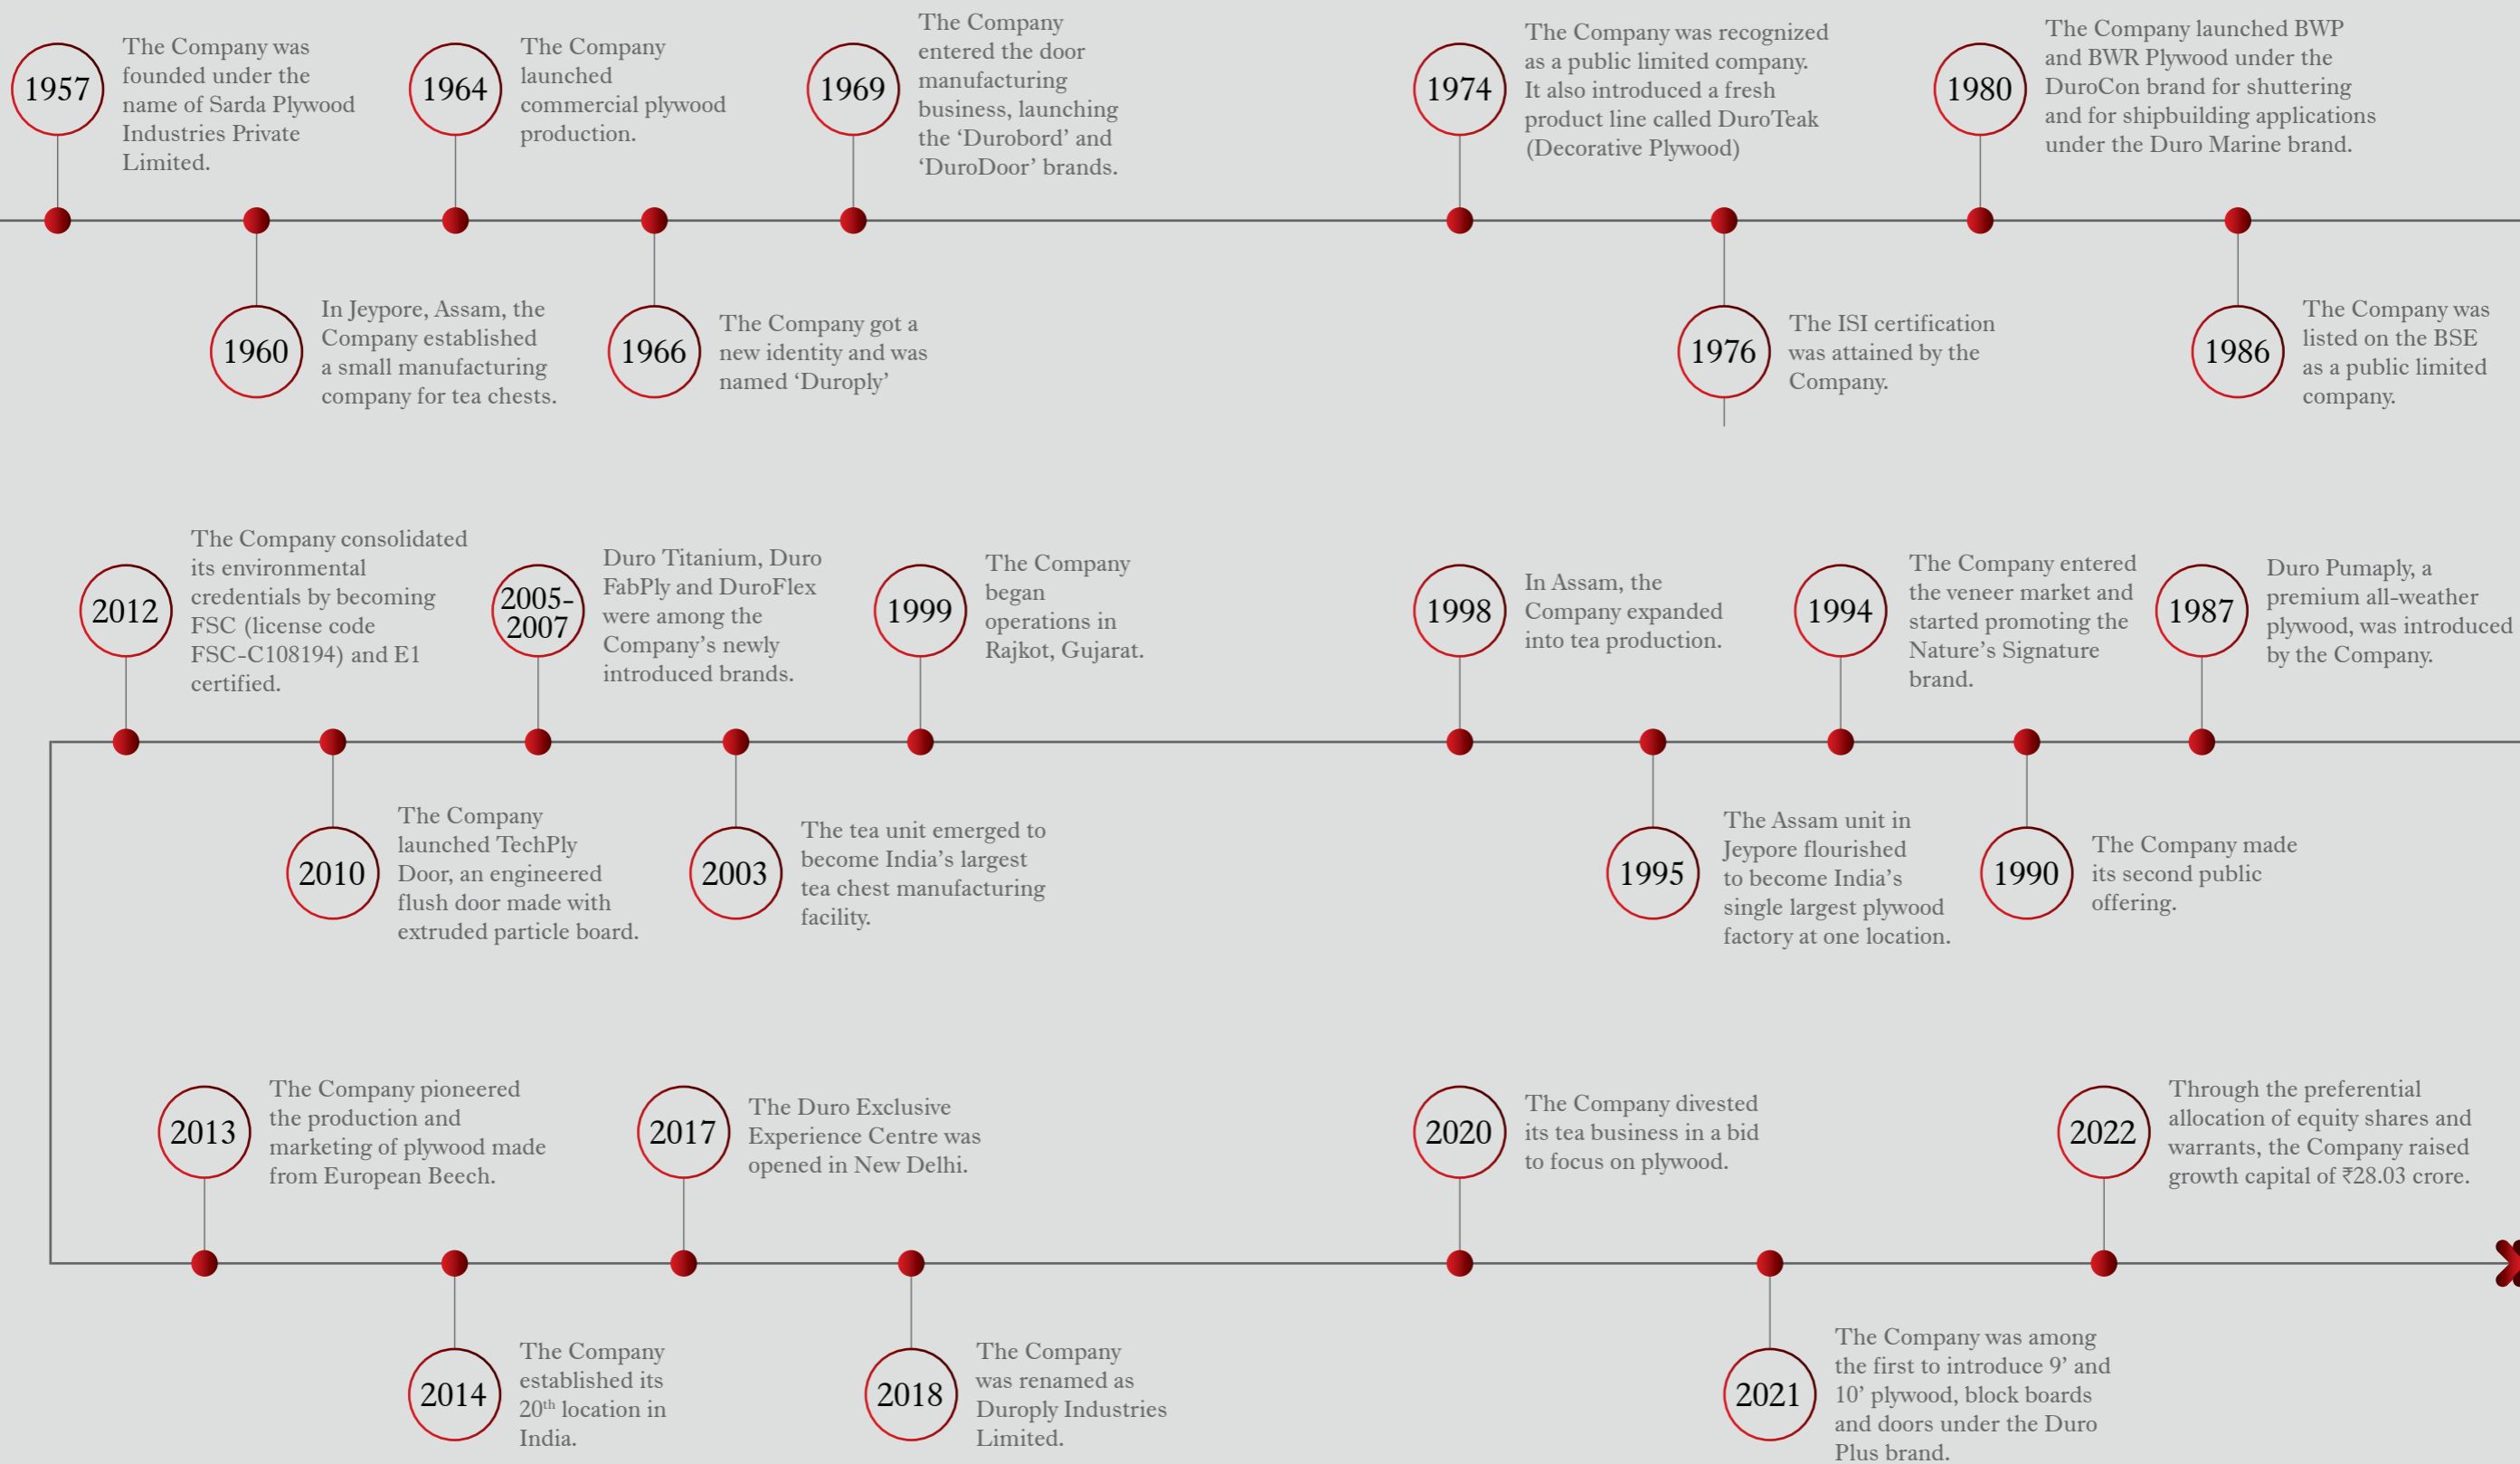 1957
The Company was
founded under the
name of Sarda Plywood
Industries Private
Limited.
1960
In Jeypore, Assam, the
Company established
a small manufacturing
company for tea chests.
1964
The Company
launched
commercial plywood
production.
1966
The Company got a
new identity and was
named ‘Duroply’
1969
The Company
entered the door
manufacturing
business, launching
the ‘Durobord’ and
‘DuroDoor’ brands.
1974
The Company was recognized
as a public limited company.
It also introduced a fresh
product line called DuroTeak
(Decorative Plywood)
1976
The ISI certification
was attained by the
Company.
1980
The Company launched BWP
and BWR Plywood under the
DuroCon brand for shuttering
and for shipbuilding applications
under the Duro Marine brand.
1986
The Company was
listed on the BSE
as a public limited
company.
1987
Duro Pumaply, a
premium all-weather
plywood, was introduced
by the Company.
1990
The Company made
its second public
offering.
1994
The Company entered
the veneer market and
started promoting the
Nature’s Signature
brand.
1995
The Assam unit in
Jeypore flourished
to become India’s
single largest plywood
factory at one location.
1998
In Assam, the
Company expanded
into tea production.
1999
The Company
began
operations in
Rajkot, Gujarat.
2003
The tea unit emerged to
become India’s largest
tea chest manufacturing
facility.
2005-
2007
Duro Titanium, Duro
FabPly and DuroFlex
were among the
Company’s newly
introduced brands.
2010
The Company
launched TechPly
Door, an engineered
flush door made with
extruded particle board.
2012
The Company consolidated
its environmental
credentials by becoming
FSC (license code
FSC-C108194) and E1
certified.
2013
The Company pioneered
the production and
marketing of plywood made
from European Beech.
2014
The Company
established its
20th location in
India.
2017
The Duro Exclusive
Experience Centre was
opened in New Delhi.
2018
The Company
was renamed as
Duroply Industries
Limited.
2020
The Company divested
its tea business in a bid
to focus on plywood.
2021
The Company was among
the first to introduce 9’ and
10’ plywood, block boards
and doors under the Duro
Plus brand.
2022
Through the preferential
allocation of equity shares and
warrants, the Company raised
growth capital of ₹28.03 crore.